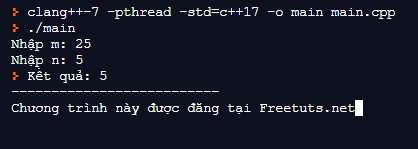 > clang++-7 -pthread -std=c++17 -o main main.cpp
> ./main
Nhập m: 25
Nhập n: 5
> Kết quả: 5
--------------------------
Chương trình này được đăng tại Freetuts.net